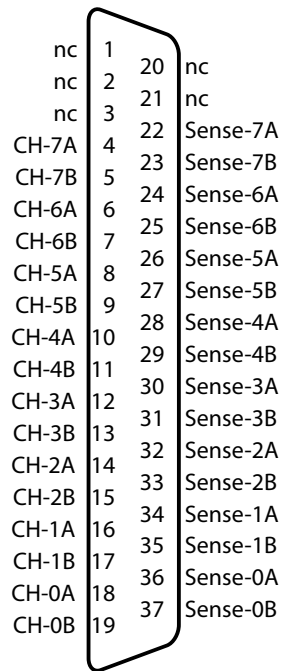 nc 1
nc 2
nc 3
CH-7A 4
CH-7B 5
CH-6A 6
CH-6B 7
CH-5A 8
CH-5B 9
CH-4A 10
CH-4B 11
CH-3A 12
CH-3B 13
CH-2A 14
CH-2B 15
CH-1A 16
CH-1B 17
CH-0A 18
CH-0B 19
20 nc
21 nc
22 Sense-7A
23 Sense-7B
24 Sense-6A
25 Sense-6B
26 Sense-5A
27 Sense-5B
28 Sense-4A
29 Sense-4B
30 Sense-3A
31 Sense-3B
32 Sense-2A
33 Sense-2B
34 Sense-1A
35 Sense-1B
36 Sense-0A
37 Sense-0B